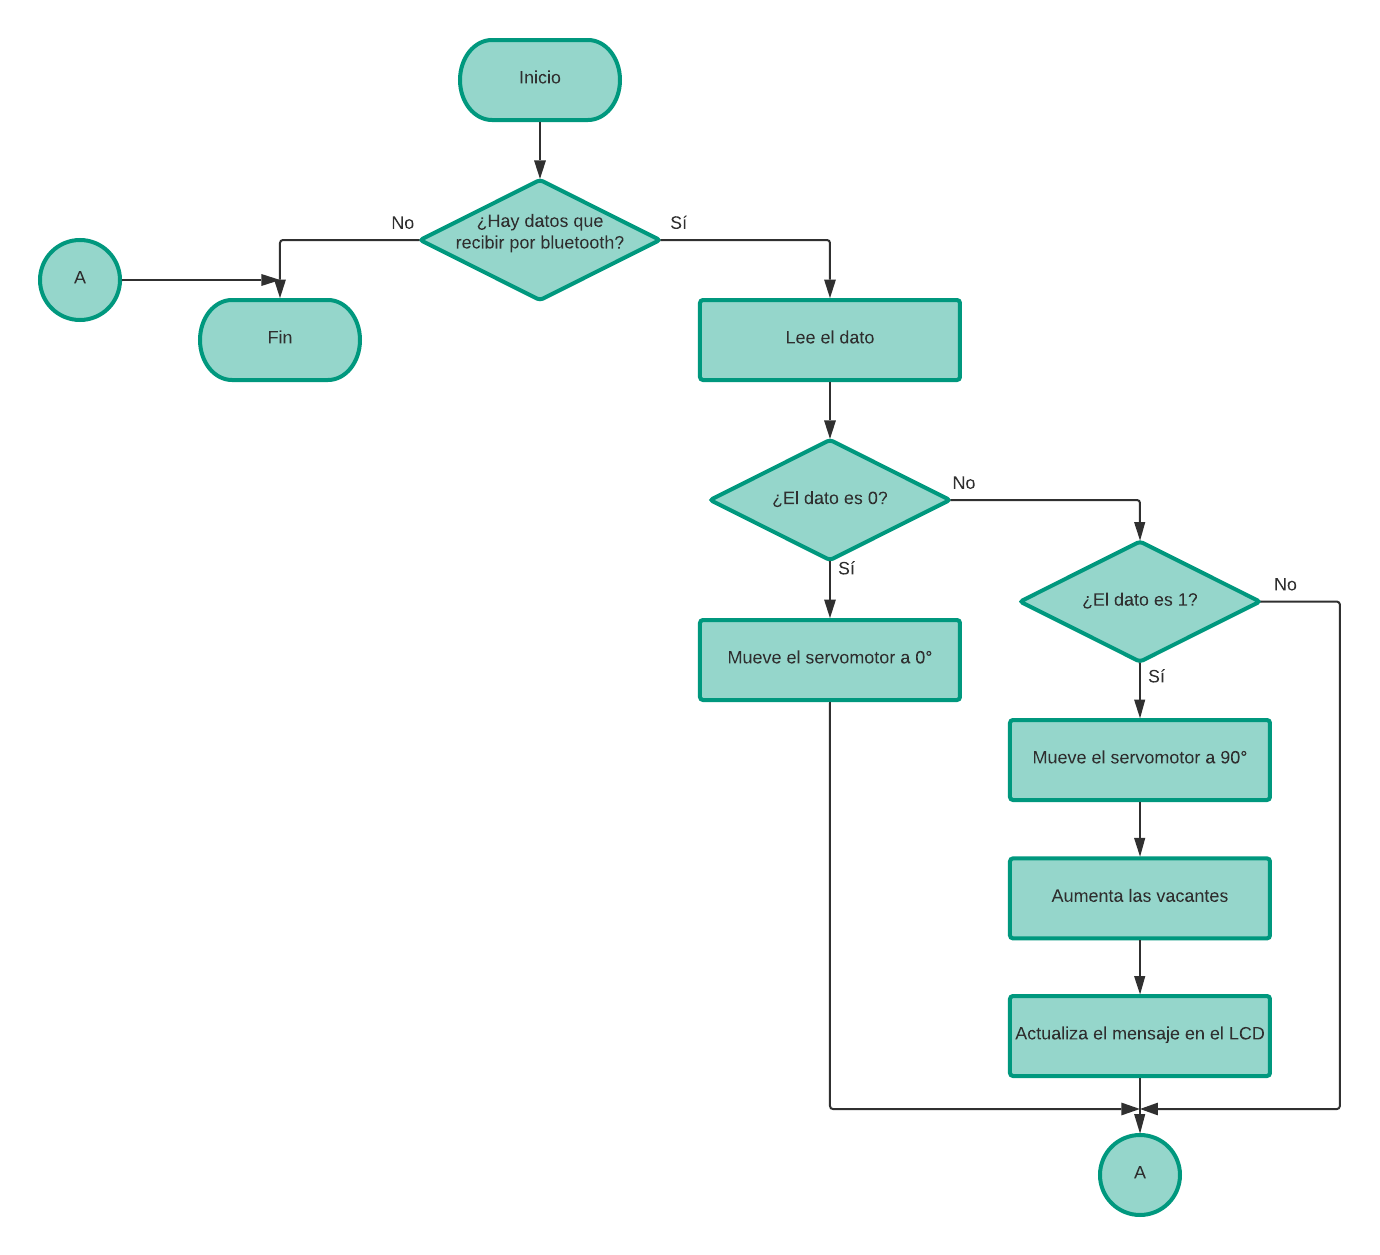 Inicio
¿Hay datos que
recibir por bluetooth?
No
Sí
A
Fin
Lee el dato
¿El dato es 0?
No
Sí
¿El dato es 1?
No
Sí
Mueve el servomotor a 0°
Mueve el servomotor a 90°
Aumenta las vacantes
Actualiza el mensaje en el LCD
A